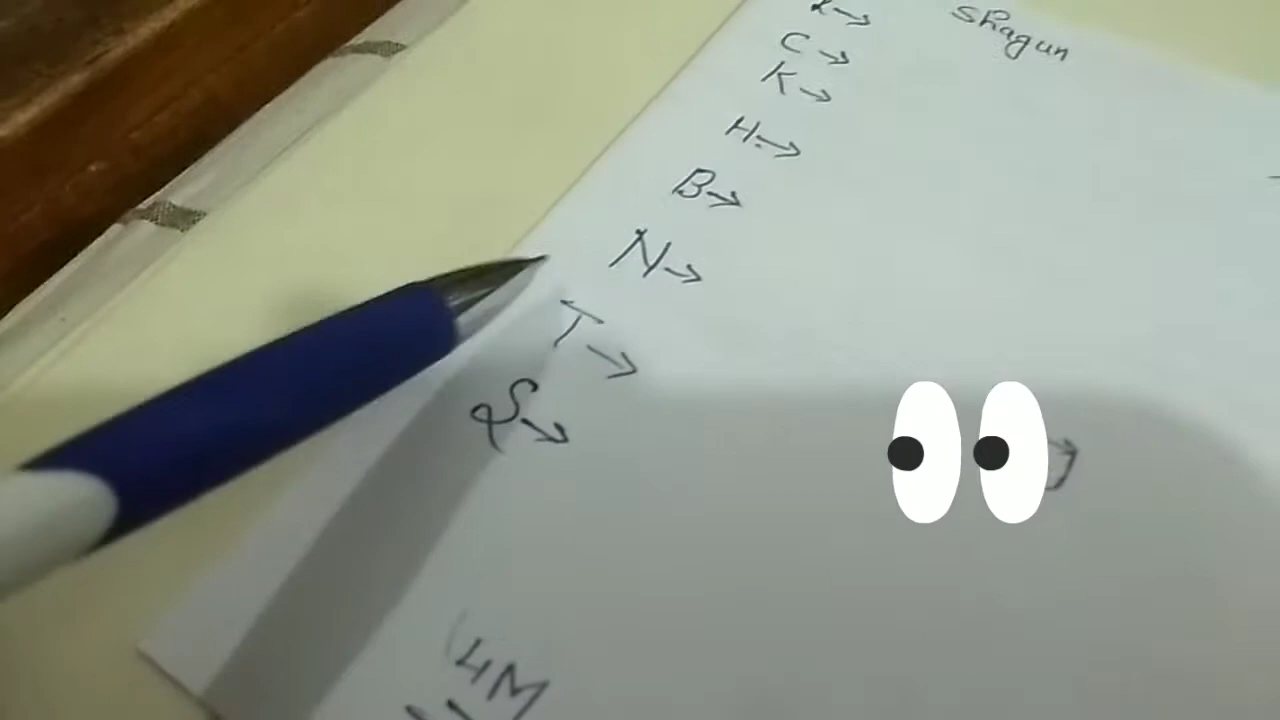 shagun
C →
K →
H →
B →
N →
T →
S →
4M